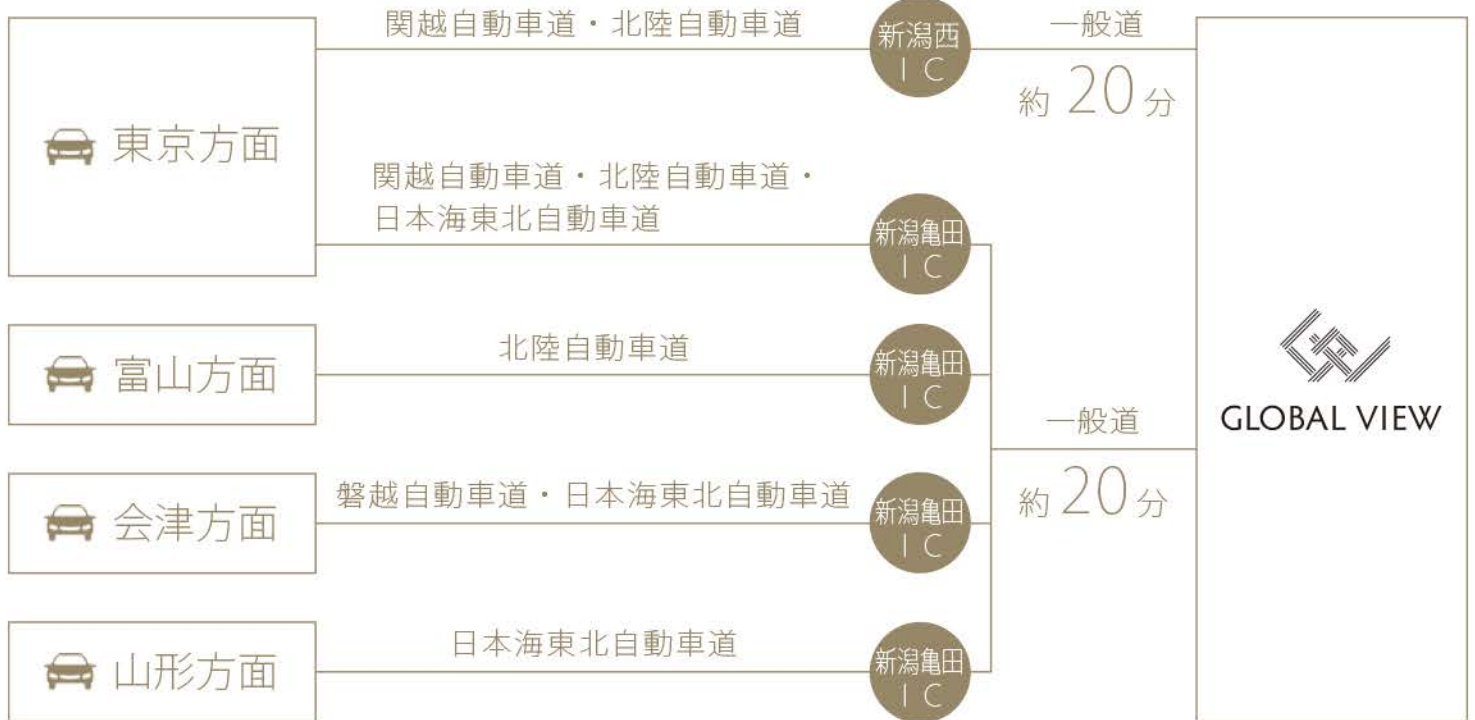 東京方面
関越自動車道・北陸自動車道
新潟西
IC
一般道
約20分
関越自動車道・北陸自動車道・
日本海東北自動車道
新潟亀田
IC
富山方面
北陸自動車道
新潟亀田
IC
会津方面
磐越自動車道・日本海東北自動車道
新潟亀田
IC
山形方面
日本海東北自動車道
新潟亀田
IC
一般道
約20分
GLOBAL VIEW